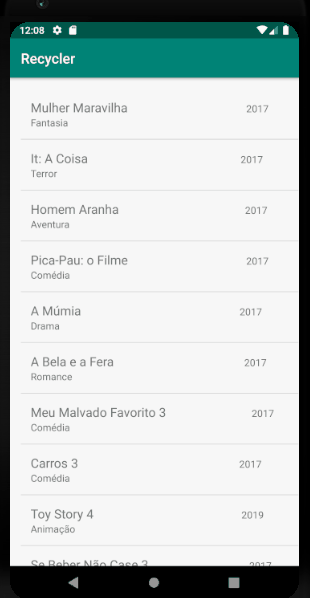 12:08
Recycler
Mulher Maravilha 2017
Fantasia
It: A Coisa 2017
Terror
Homem Aranha 2017
Aventura
Pica-Pau: o Filme 2017
Comédia
A Múmia 2017
Drama
A Bela e a Fera 2017
Romance
Meu Malvado Favorito 3 2017
Comédia
Carros 3 2017
Comédia
Toy Story 4 2019
Animação
Se Beber Não Case 3 2017